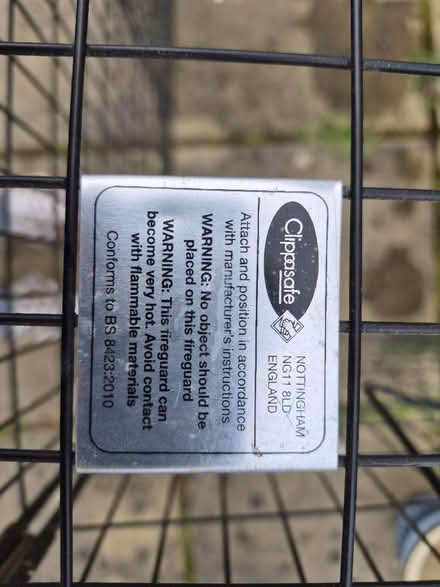 Clippasafe
NOTTINGHAM
NG11 8LD
ENGLAND
Attach and position in accordance
with manufacturer's instructions
WARNING: No object should be
placed on this fireguard
WARNING: This fireguard can
become very hot. Avoid contact
with flammable materials
Conforms to BS 8423:2010